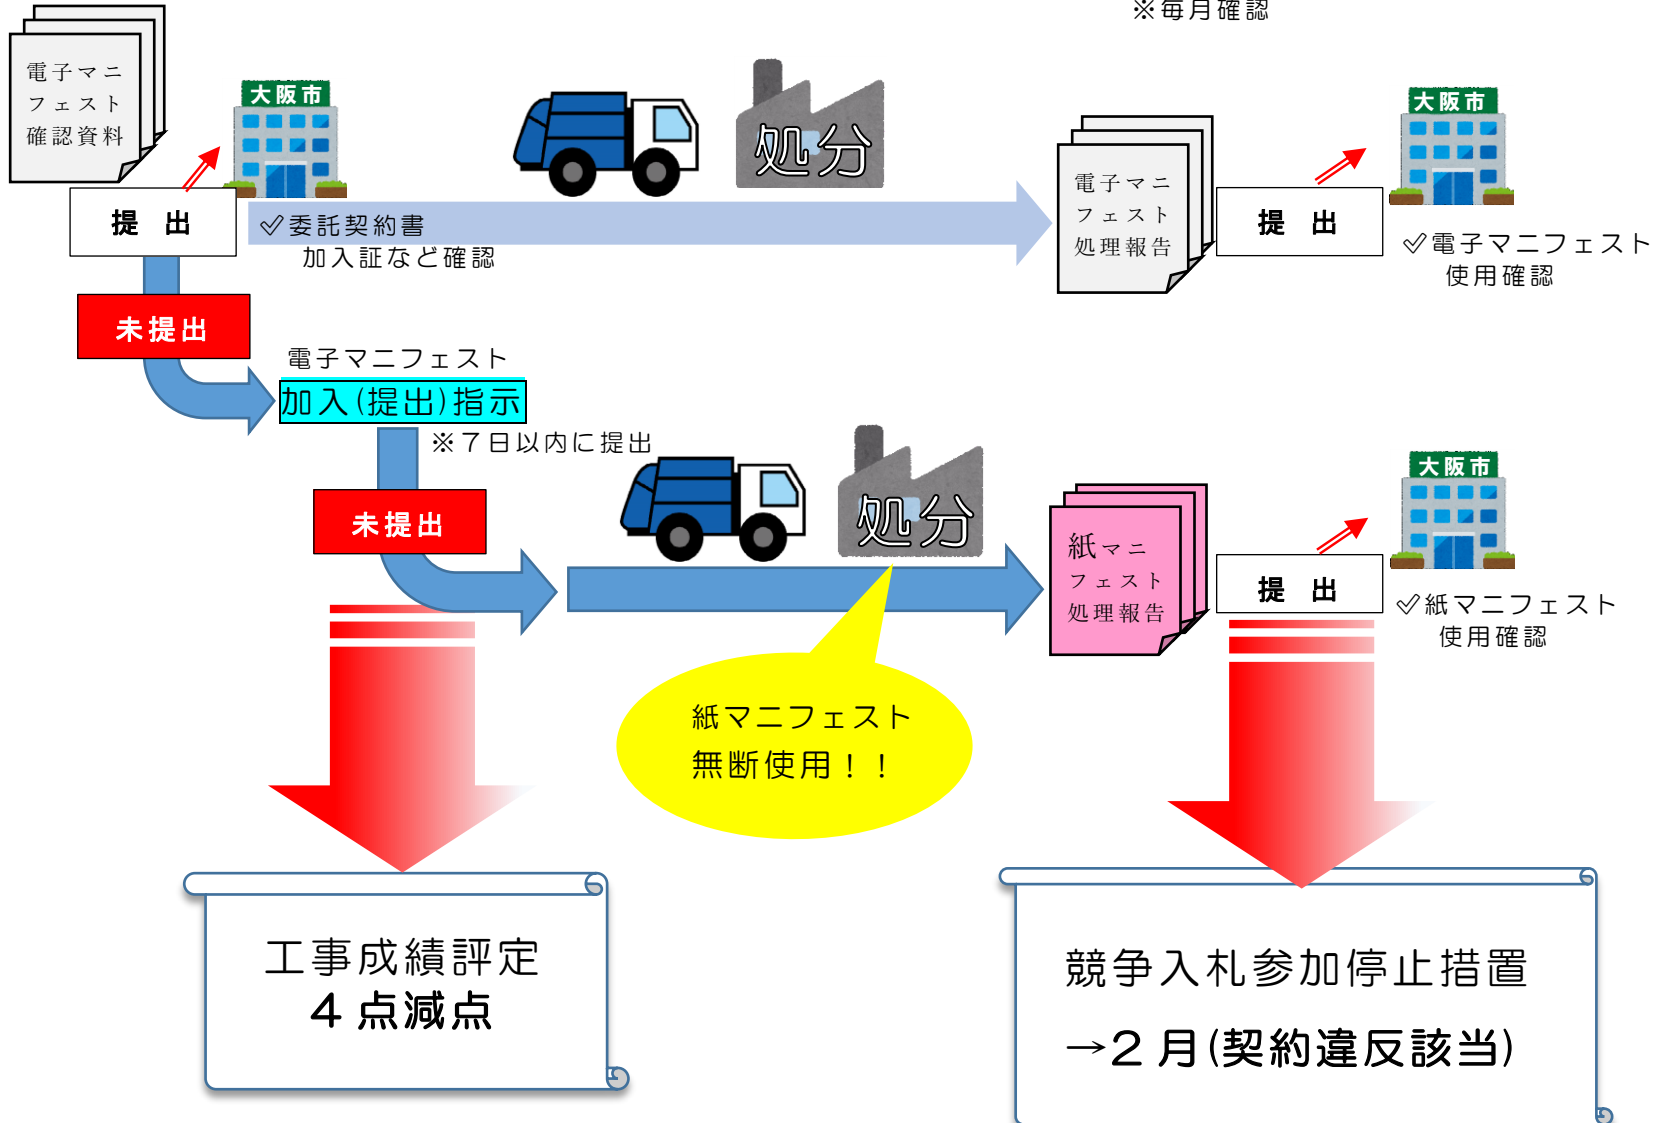 ※毎月確認
電子マニ
フェスト
確認資料
大阪市
提 出
✓委託契約書
加入証など確認
処分
電子マニ
フェスト
処理報告
提 出
大阪市
✓電子マニフェスト
使用確認
未提出
電子マニフェスト
加入(提出)指示
※７日以内に提出
未提出
処分
紙マニ
フェスト
処理報告
提 出
大阪市
✓紙マニフェスト
使用確認
紙マニフェスト
無断使用！！
工事成績評定
４点減点
競争入札参加停止措置
→２月(契約違反該当)